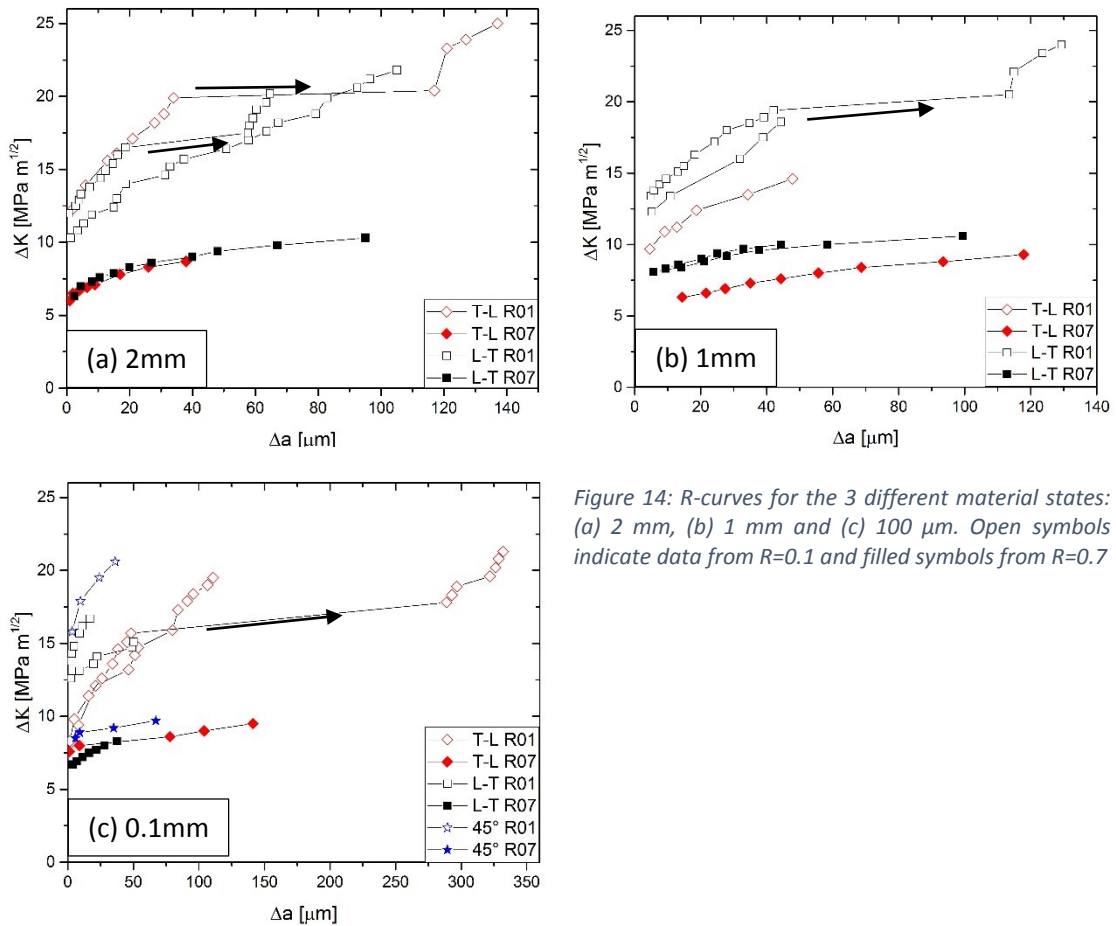 25
20
15
10
5
0
ΔK [MPa m1/2]
0 20 40 60 80 100 120 140
Δa [μm]
(a) 2mm
T-L R01
T-L R07
L-T R01
L-T R07
25
20
15
10
5
0
ΔK [MPa m1/2]
0 20 40 60 80 100 120 140
Δa [μm]
(b) 1mm
T-L R01
T-L R07
L-T R01
L-T R07
25
20
15
10
5
0
ΔK [MPa m1/2]
0 25 50 75 100 150 200 250 300 350
Δa [μm]
(c) 0.1mm
T-L R01
T-L R07
L-T R01
L-T R07
45° R01
45° R07
Figure 14: R-curves for the 3 different material states:
(a) 2 mm, (b) 1 mm and (c) 100 μm. Open symbols
indicate data from R=0.1 and filled symbols from R=0.7